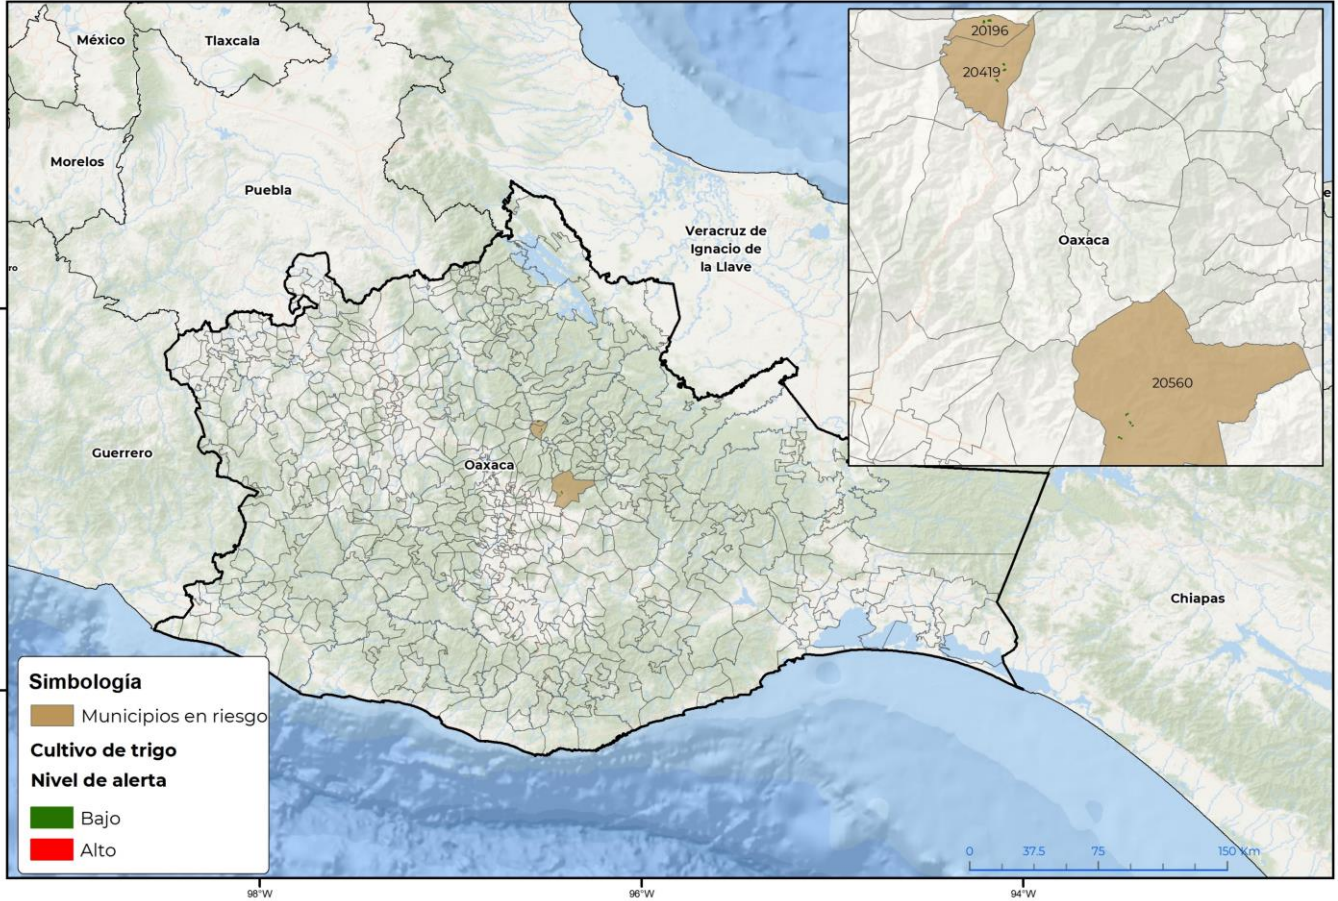 México
Tlaxcala
Morelos
Puebla
Veracruz de
Ignacio de
la Llave
ro
Guerrero
Oaxaca
Chiapas
20196
20419
Oaxaca
20560
e
Simbología
Municipios en riesgo
Cultivo de trigo
Nivel de alerta
Bajo
Alto
0 37.5 75 150 Km
98°W 96°W 94°W